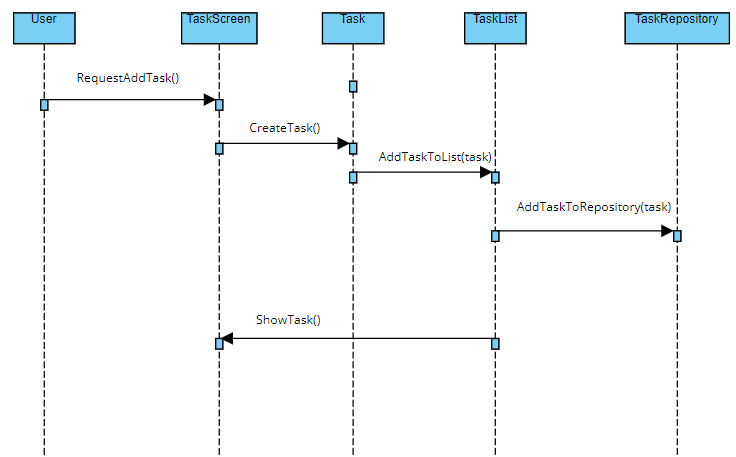 User
TaskScreen
Task
TaskList
TaskRepository
RequestAddTask()
CreateTask()
AddTaskToList(task)
AddTaskToRepository(task)
ShowTask()